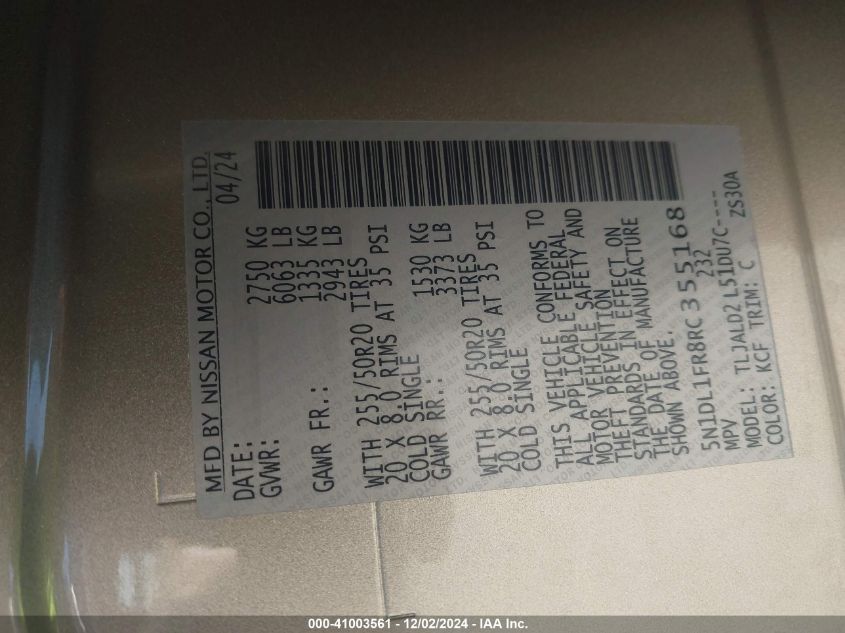 MFD BY NISSAN MOTOR CO., LTD.
DATE: 04/24
GVWR: 2750 KG
6063 LB
GAWR FR.: 1335 KG
2943 LB
WITH 255/50R20 TIRES
20 X 8.0 RIMS AT 35 PSI
COLD SINGLE
GAWR RR.: 1530 KG
3373 LB
WITH 255/50R20 TIRES
20 X 8.0 RIMS AT 35 PSI
COLD SINGLE
THIS VEHICLE CONFORMS TO
ALL APPLICABLE FEDERAL
MOTOR VEHICLE SAFETY AND
THEFT PREVENTION
STANDARDS IN EFFECT ON
THE DATE OF MANUFACTURE
SHOWN ABOVE.
5N1DL1FR8RC355168
MPV 232
MODEL: TLJALD2 L51DU7C----
COLOR: KCF TRIM: C ZS30A
000-41003561 - 12/02/2024 - IAA Inc.